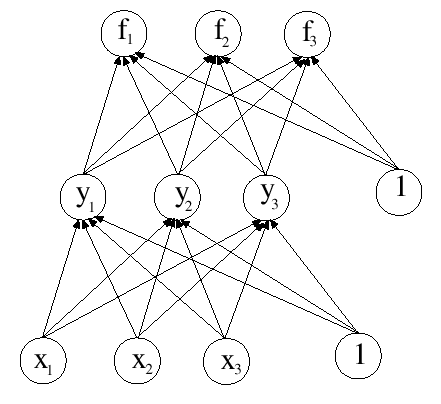 f₁ f₂ f₃
y₁ y₂ y₃ 1
x₁ x₂ x₃ 1